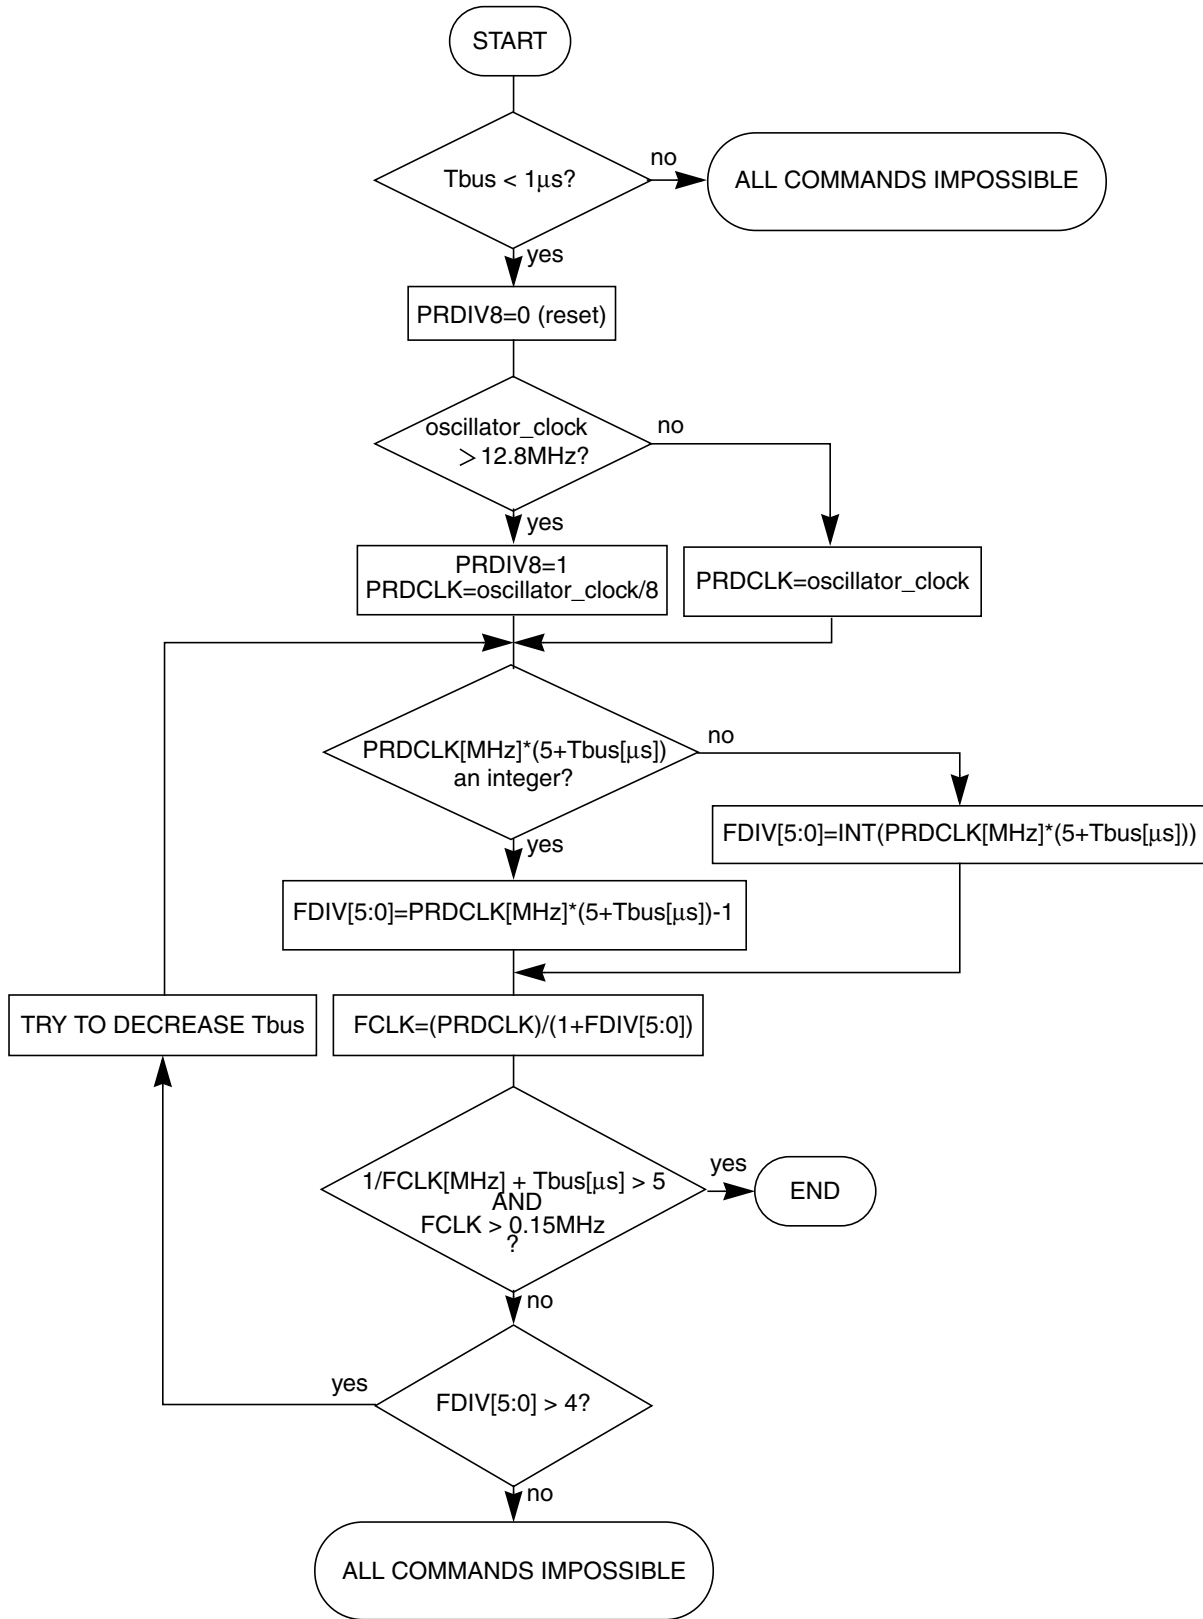 START
Tbus < 1μs?
no
ALL COMMANDS IMPOSSIBLE
yes
PRDIV8=0 (reset)
oscillator_clock
> 12.8MHz?
no
yes
PRDIV8=1
PRDCLK=oscillator_clock/8
PRDCLK=oscillator_clock
PRDCLK[MHz]*(5+Tbus[μs])
an integer?
no
yes
FDIV[5:0]=INT(PRDCLK[MHz]*(5+Tbus[μs]))
FDIV[5:0]=PRDCLK[MHz]*(5+Tbus[μs])-1
TRY TO DECREASE Tbus
FCLK=(PRDCLK)/(1+FDIV[5:0])
1/FCLK[MHz] + Tbus[μs] > 5
AND
FCLK > 0.15MHz
?
yes
END
no
yes
FDIV[5:0] > 4?
no
ALL COMMANDS IMPOSSIBLE